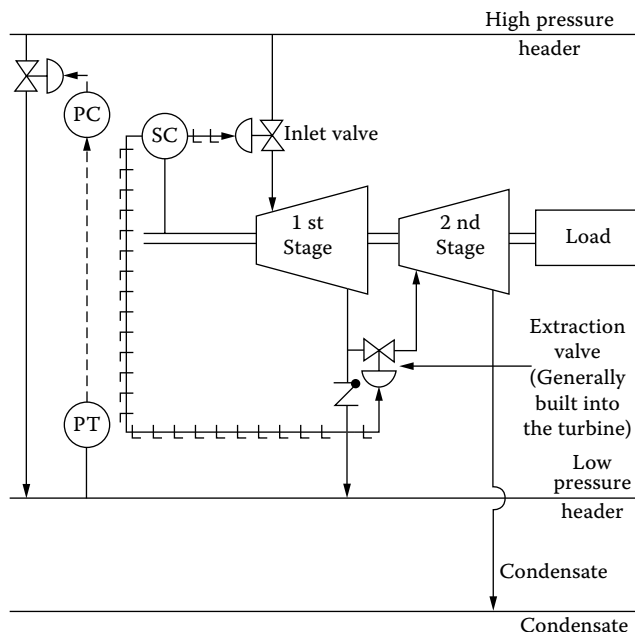 High pressure
header
PC
SC
Inlet valve
1 st
Stage
2 nd
Stage
Load
Extraction
valve
(Generally
built into
the turbine)
PT
Low
pressure
header
Condensate
Condensate